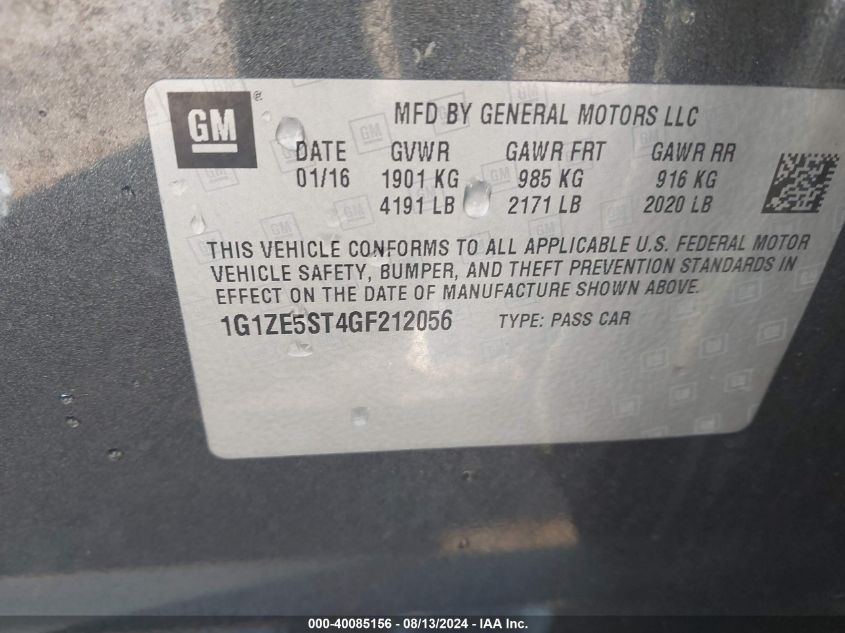 GM
MFD BY GENERAL MOTORS LLC
DATE GVWR GAWR FRT GAWR RR
01/16 1901 KG 985 KG 916 KG
4191 LB 2171 LB 2020 LB
THIS VEHICLE CONFORMS TO ALL APPLICABLE U.S. FEDERAL MOTOR
VEHICLE SAFETY, BUMPER, AND THEFT PREVENTION STANDARDS IN
EFFECT ON THE DATE OF MANUFACTURE SHOWN ABOVE.
1G1ZE5ST4GF212056 TYPE: PASS CAR
000-40085156 - 08/13/2024 - IAA Inc.